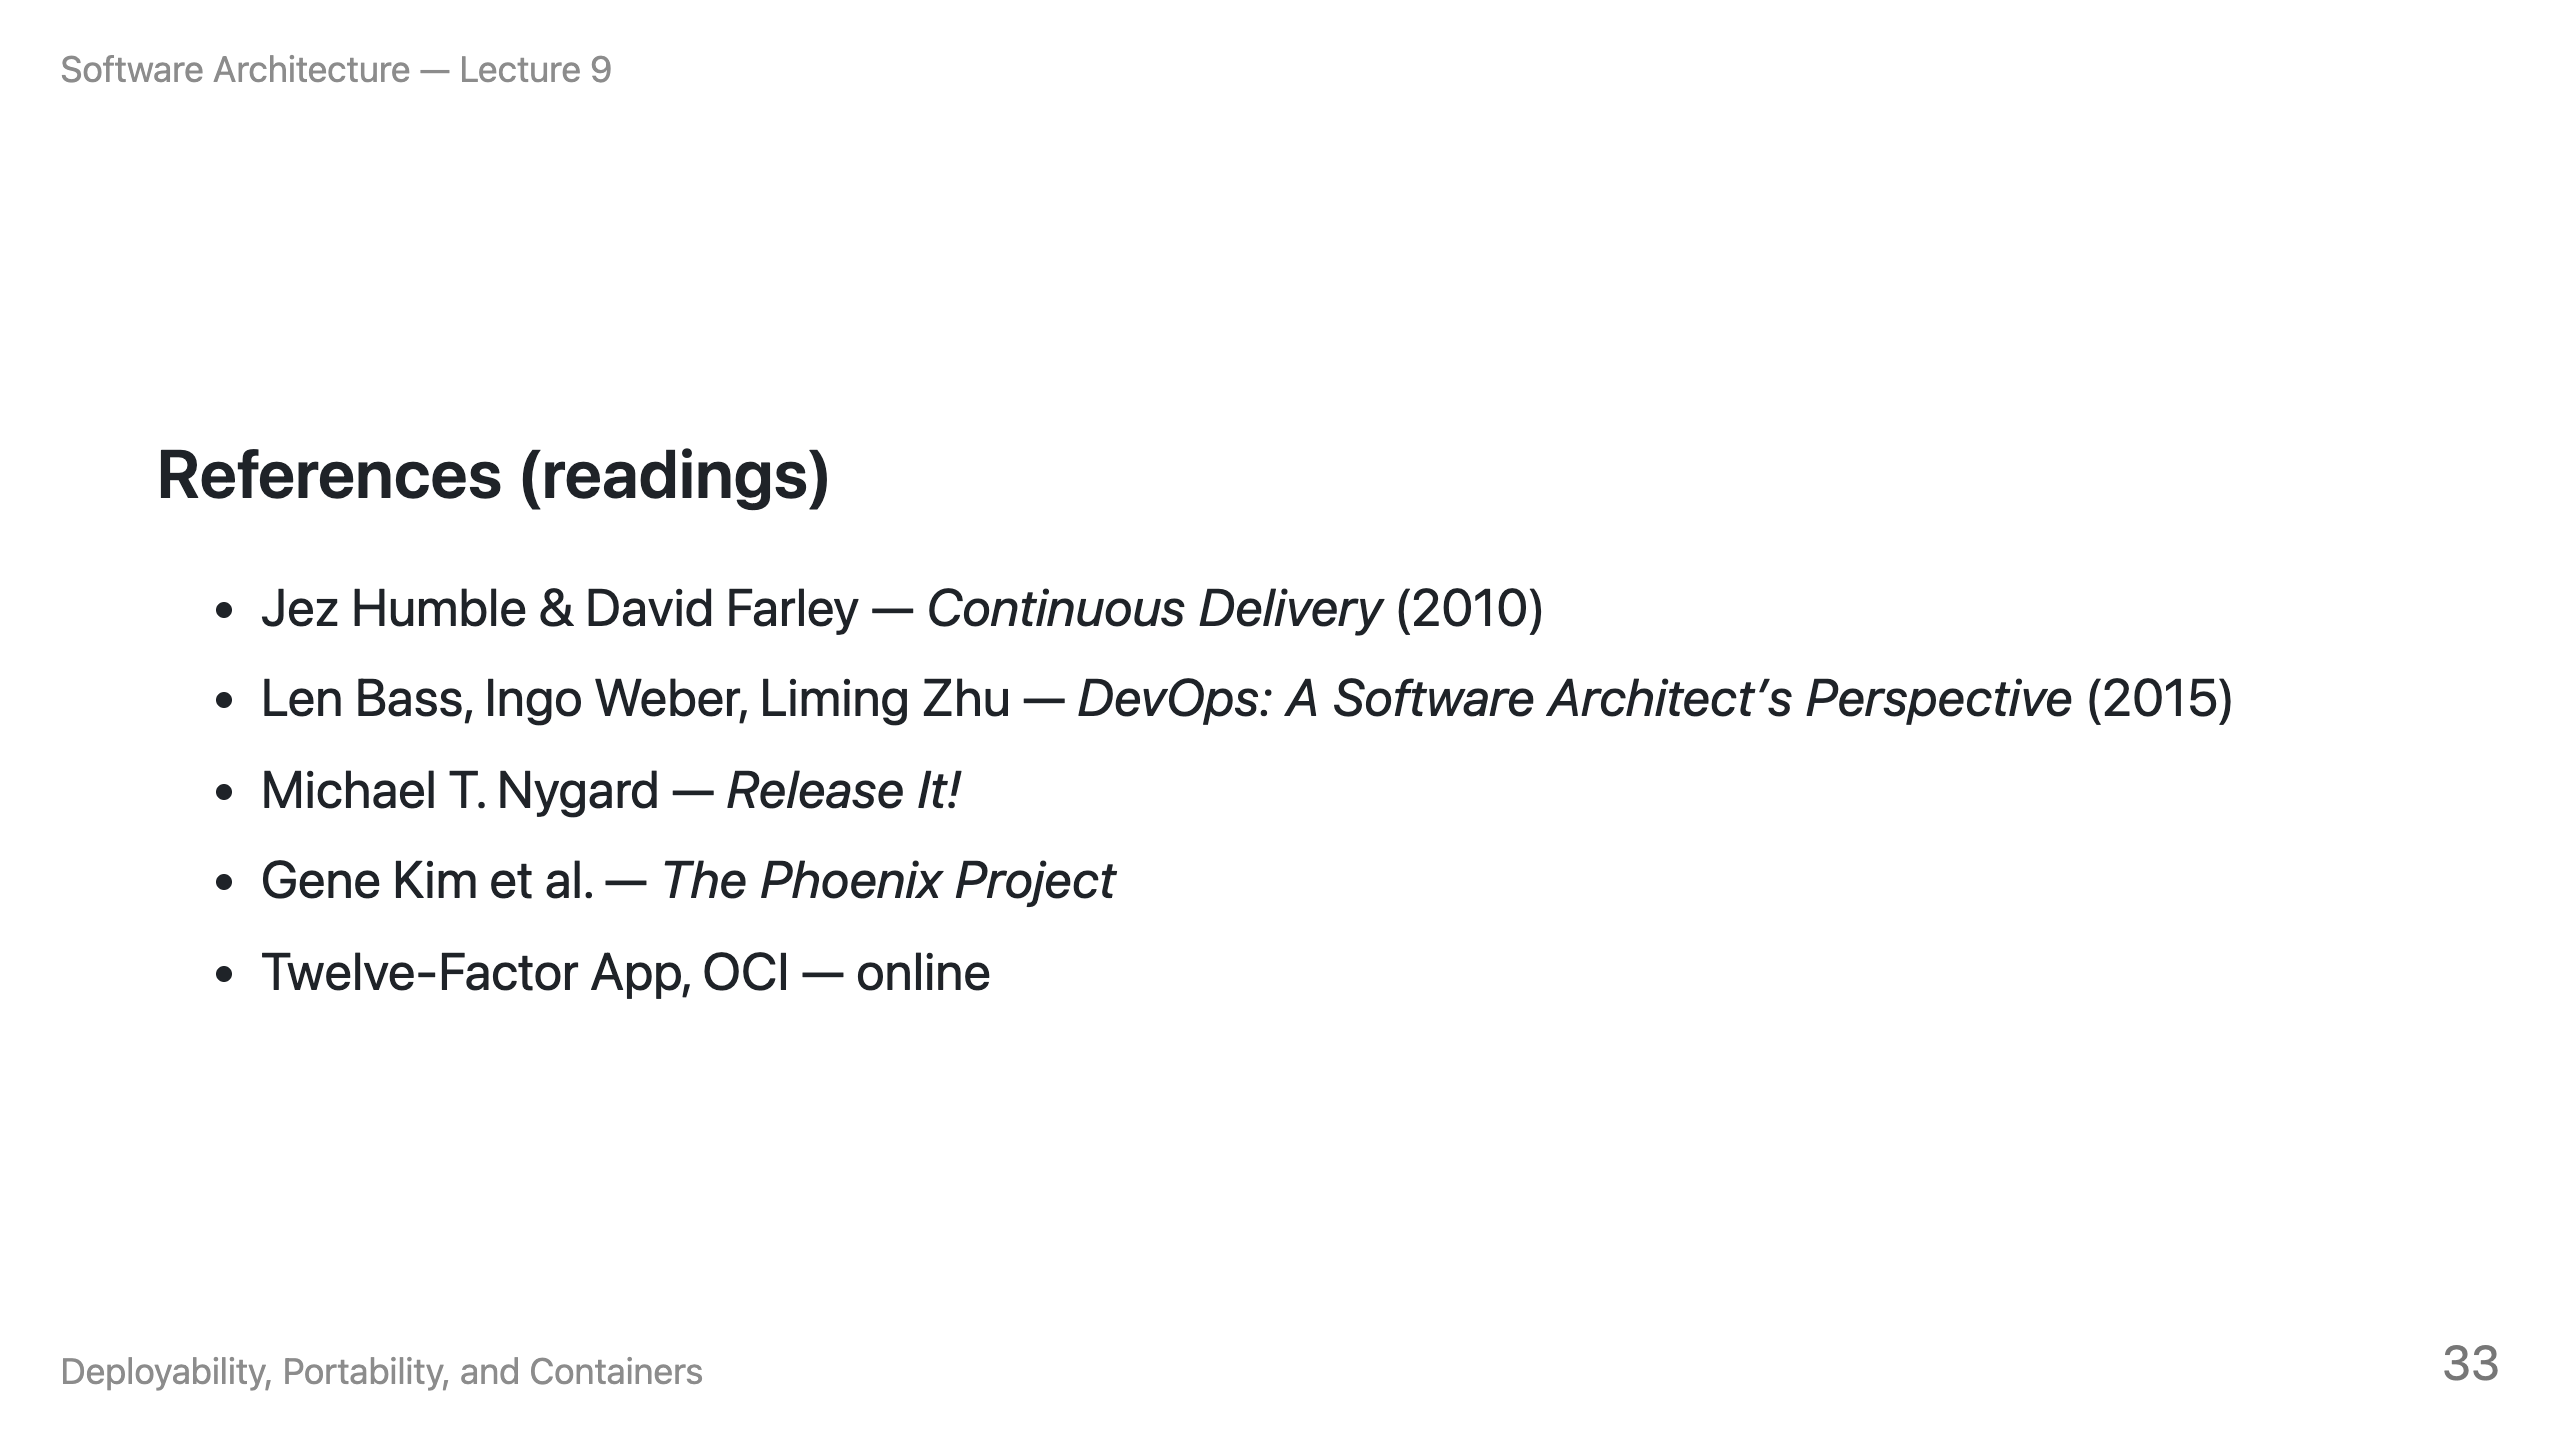 Software Architecture — Lecture 9
References (readings)
• Jez Humble & David Farley — Continuous Delivery (2010)
• Len Bass, Ingo Weber, Liming Zhu — DevOps: A Software Architect’s Perspective (2015)
• Michael T. Nygard — Release It!
• Gene Kim et al. — The Phoenix Project
• Twelve-Factor App, OCI — online
Deployability, Portability, and Containers
33